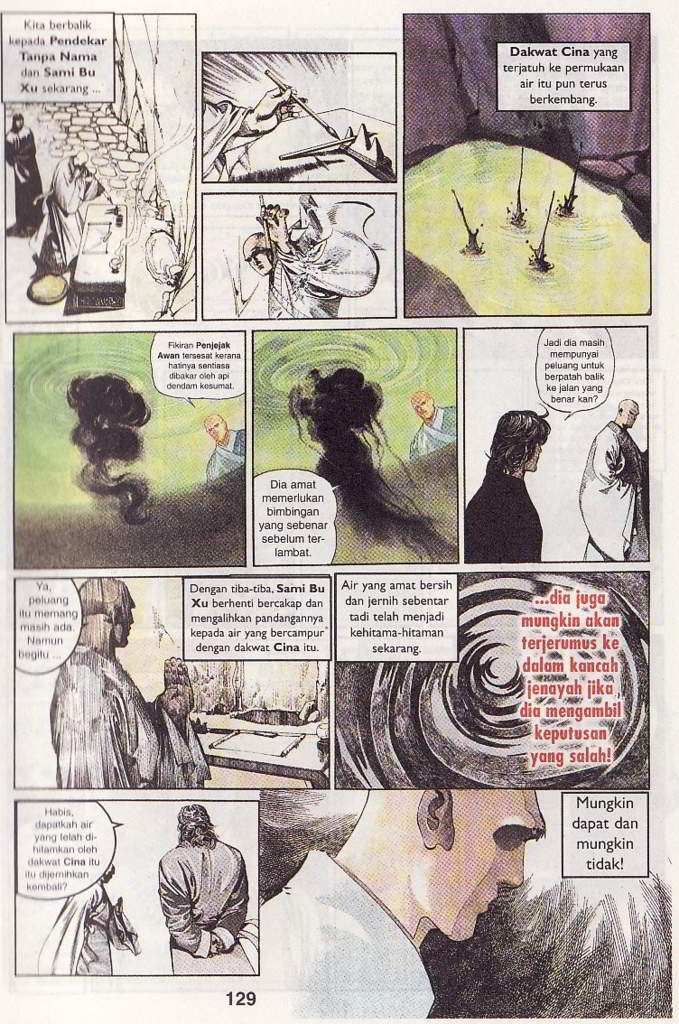 Kita berbalik
kepada Pendekar
Tanpa Nama
dan Sami Bu
Xu sekarang ...
Dakwat Cina yang
terjatuh ke permukaan
air itu pun terus
berkembang.
Fikiran Penjejak
Awan tersesat kerana
hatinya sentiasa
dibakar oleh api
dendam kesumat.
Dia amat
memerlukan
bimbingan
yang sebenar
sebelum ter-
lambat.
Jadi dia masih
mempunyai
peluang untuk
berpatah balik
ke jalan yang
benar kan?
Ya,
peluang
itu memang
masih ada.
Namun
begitu ...
Dengan tiba-tiba, Sami Bu
Xu berhenti bercakap dan
mengalihkan pandangannya
kepada air yang bercampur
dengan dakwat Cina itu.
Air yang amat bersih
dan jernih sebentar
tadi telah menjadi
kehitama-hitaman
sekarang.
...dia juga
mungkin akan
terjerumus ke
dalam kancah
jenayah jika
dia mengambil
keputusan
yang salah!
Habis,
dapatkah air
yang telah di-
hitamkan oleh
dakwat Cina itu
itu dijernihkan
kembali?
Mungkin
dapat dan
mungkin
tidak!
129